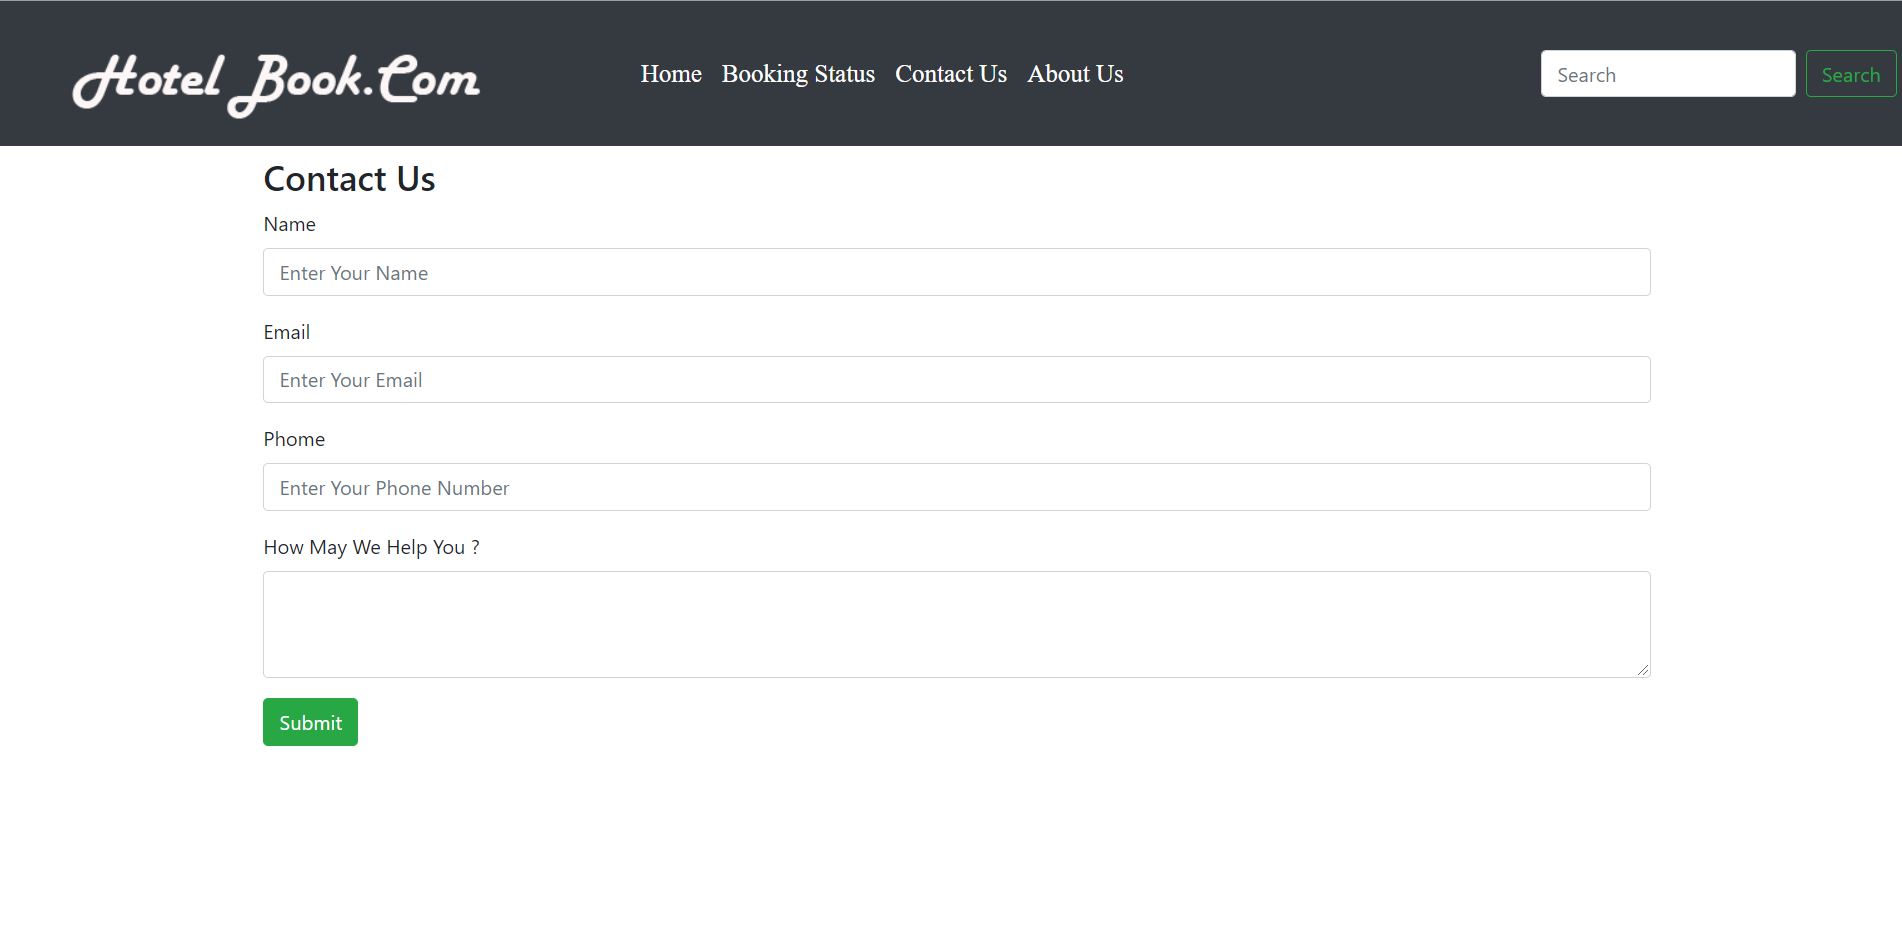 Hotel Book.Com
Home Booking Status Contact Us About Us Search Search
Contact Us
Name
Enter Your Name
Email
Enter Your Email
Phome
Enter Your Phone Number
How May We Help You ?
Submit